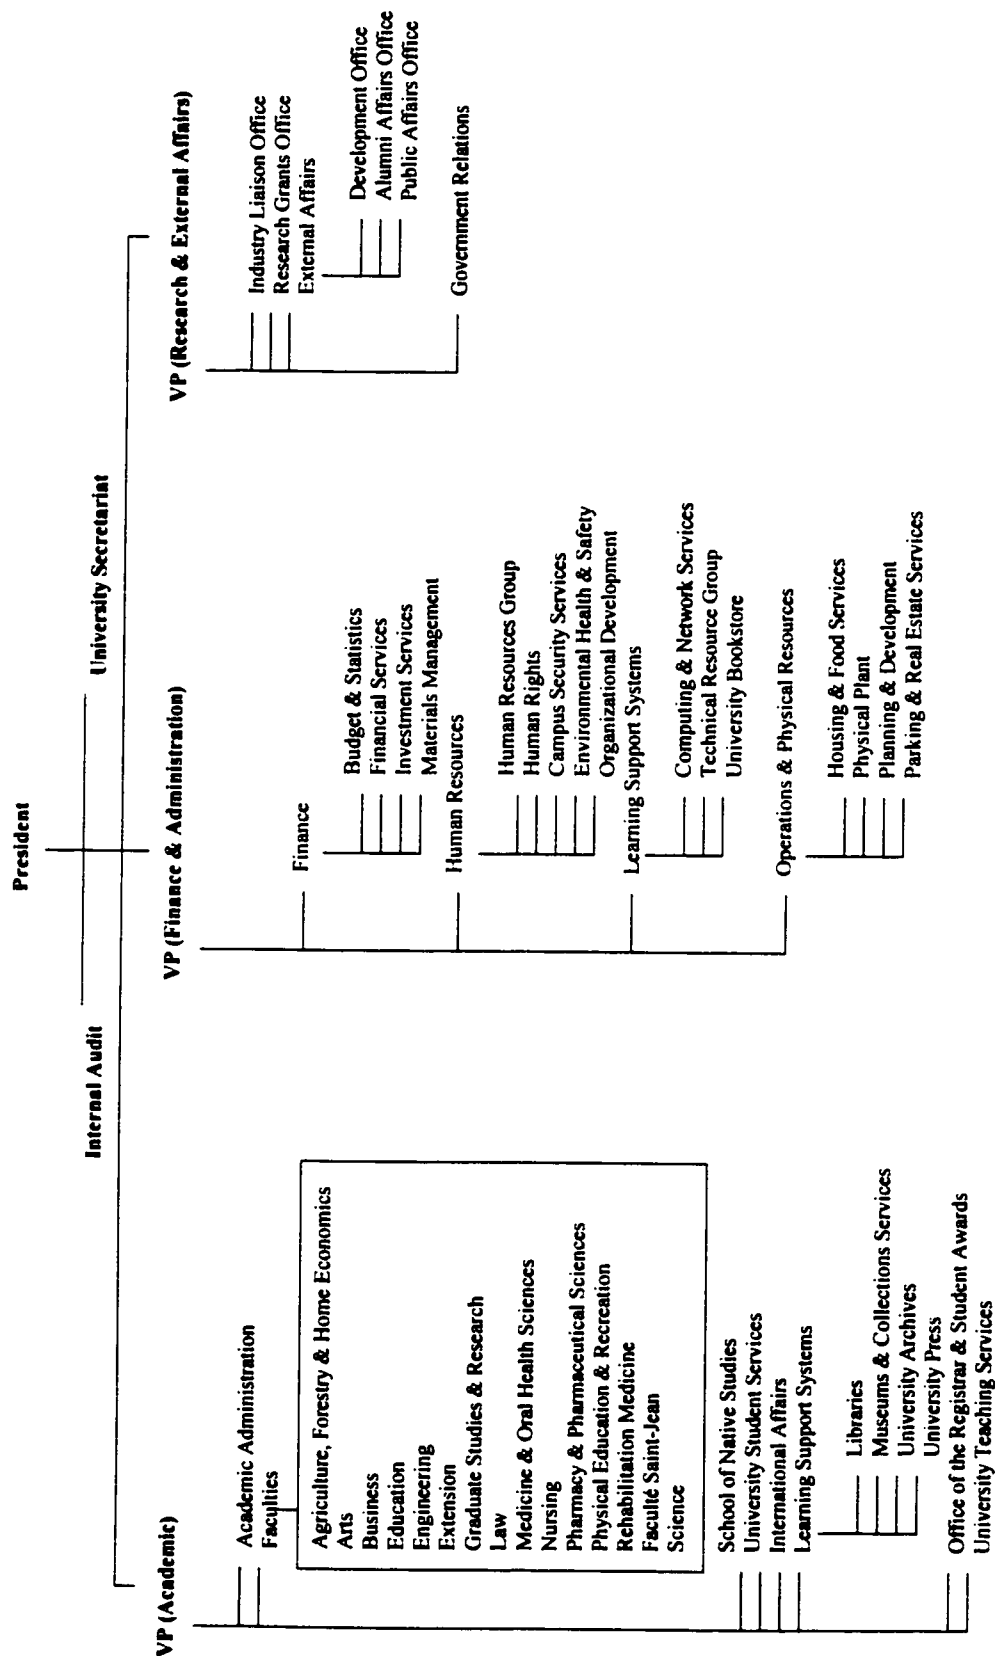 President
Internal Audit
University Secretariat
VP (Academic)
Academic Administration
Faculties
Agriculture, Forestry & Home Economics
Arts
Business
Education
Engineering
Extension
Graduate Studies & Research
Law
Medicine & Oral Health Sciences
Nursing
Pharmacy & Pharmaceutical Sciences
Physical Education & Recreation
Rehabilitation Medicine
Faculté Saint-Jean
Science
School of Native Studies
University Student Services
International Affairs
Learning Support Systems
Libraries
Museums & Collections Services
University Archives
University Press
Office of the Registrar & Student Awards
University Teaching Services
VP (Finance & Administration)
Finance
Budget & Statistics
Financial Services
Investment Services
Materials Management
Human Resources
Human Resources Group
Human Rights
Campus Security Services
Environmental Health & Safety
Organizational Development
Learning Support Systems
Computing & Network Services
Technical Resource Group
University Bookstore
Operations & Physical Resources
Housing & Food Services
Physical Plant
Planning & Development
Parking & Real Estate Services
VP (Research & External Affairs)
Industry Liaison Office
Research Grants Office
External Affairs
Development Office
Alumni Affairs Office
Public Affairs Office
Government Relations